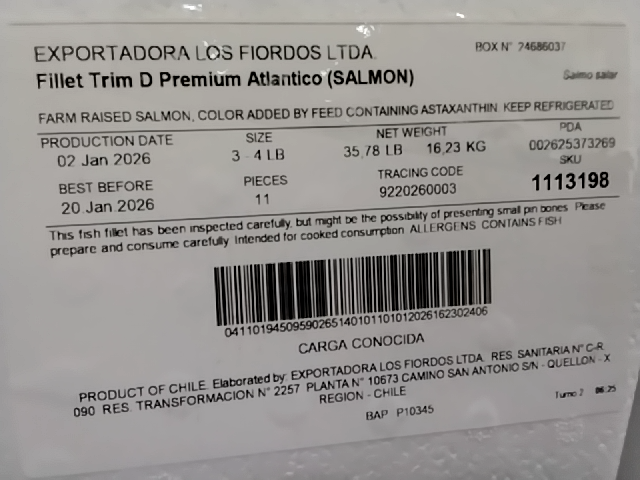 EXPORTADORA LOS FIORDOS LTDA.
BOX N° 24686037
Fillet Trim D Premium Atlantico (SALMON)
Salmo salar
FARM RAISED SALMON, COLOR ADDED BY FEED CONTAINING ASTAXANTHIN. KEEP REFRIGERATED
PRODUCTION DATE SIZE NET WEIGHT PDA
02 Jan 2026 3 - 4 LB 35,78 LB 16,23 KG 002625373269
BEST BEFORE PIECES TRACING CODE SKU
20 Jan 2026 11 9220260003 1113198
This fish fillet has been inspected carefully, but might be the possibility of presenting small pin bones. Please
prepare and consume carefully. Intended for cooked consumption. ALLERGENS: CONTAINS FISH
04110194509590265140101101012026162302406
CARGA CONOCIDA
PRODUCT OF CHILE. Elaborated by: EXPORTADORA LOS FIORDOS LTDA. RES. SANITARIA N° C-R.
090 RES. TRANSFORMACION N° 2257 PLANTA N° 10673 CAMINO SAN ANTONIO S/N - QUELLON - X
REGION - CHILE
Turno 2 06:25
BAP P10345